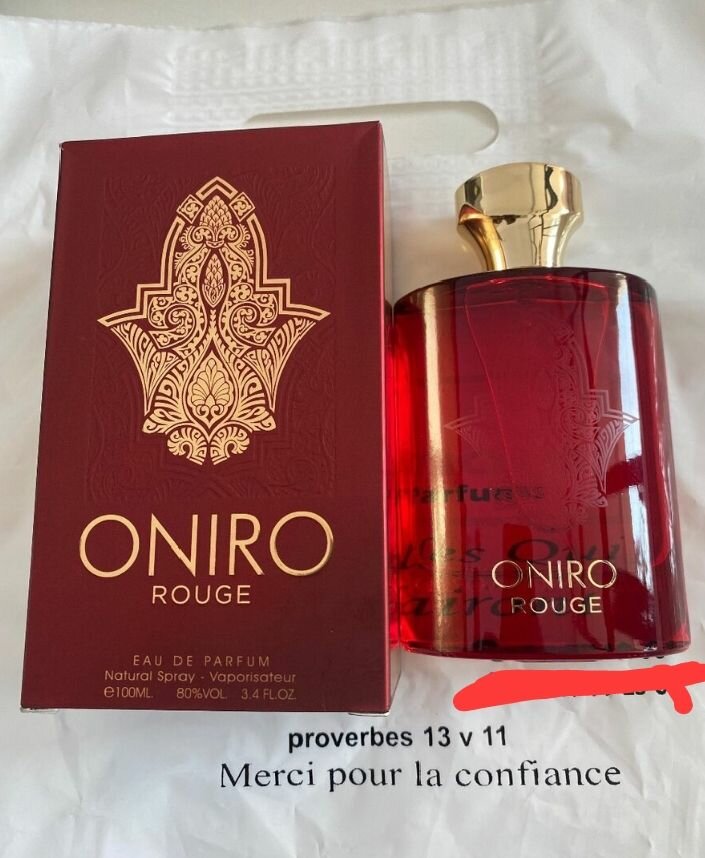 ONIRO
ROUGE
EAU DE PARFUM
Natural Spray - Vaporisateur
℮100ML. 80%VOL. 3.4 FL.OZ.
ONIRO
ROUGE
proverbes 13 v 11
Merci pour la confiance